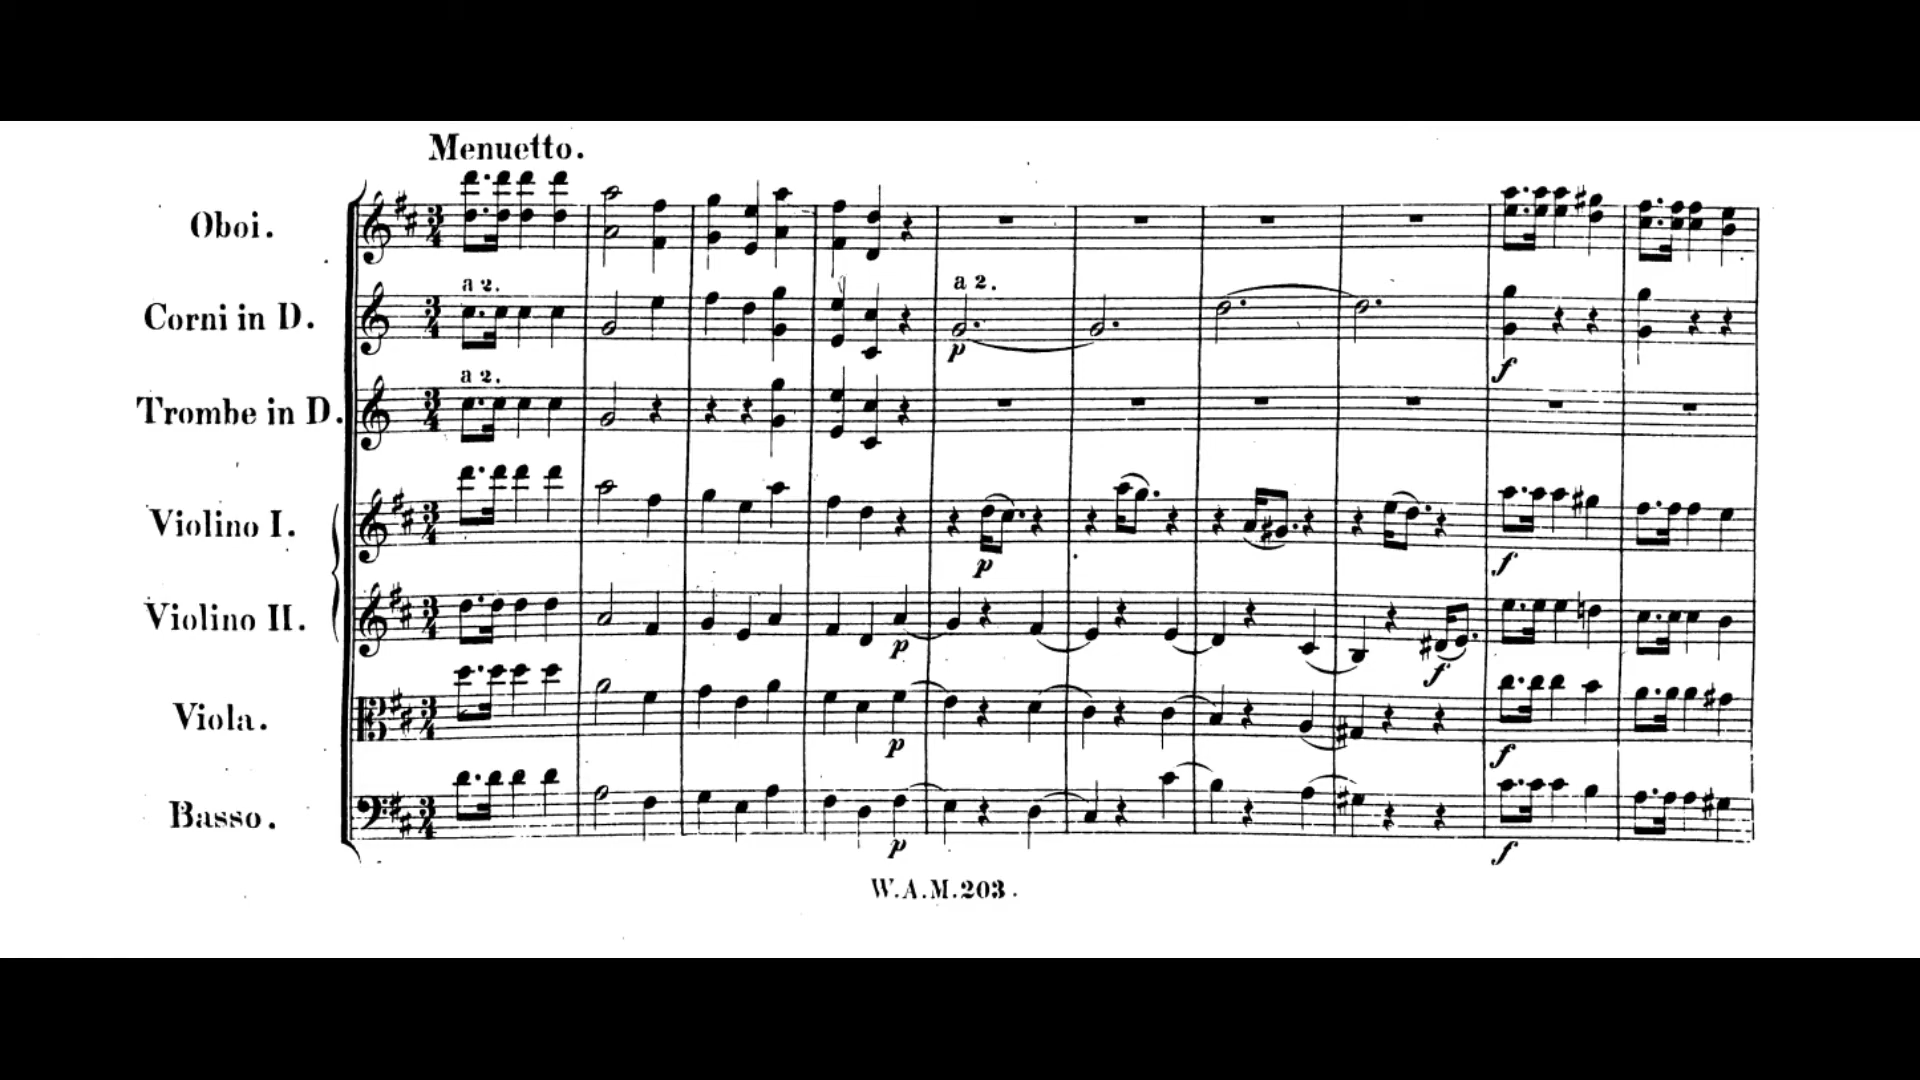 Menuetto.
Oboi.
a 2.
a 2.
Corni in D.
p
f
a 2.
Trombe in D.
Violino I.
p
f
Violino II.
p
f
Viola.
p
f
Basso.
p
f
W.A.M.203.